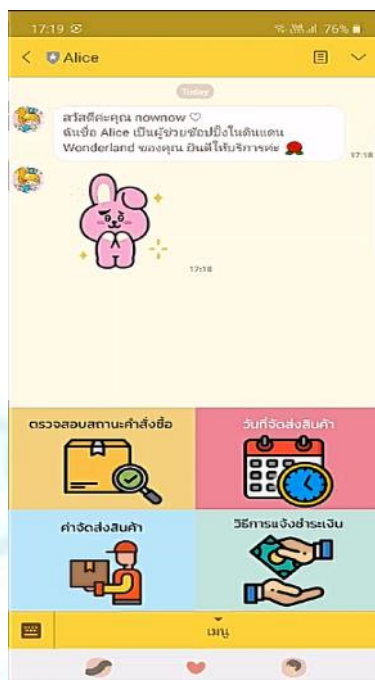 17:19
76%
Alice
Today
สวัสดีค่ะคุณ nownow ♡
ฉันชื่อ Alice เป็นผู้ช่วยช้อปปิ้งในดินแดน
Wonderland ของคุณ ยินดีให้บริการค่ะ 🌹
17:18
17:18
ตรวจสอบสถานะคำสั่งซื้อ
วันที่จัดส่งสินค้า
ค่าจัดส่งสินค้า
วิธีการแจ้งชำระเงิน
เมนู